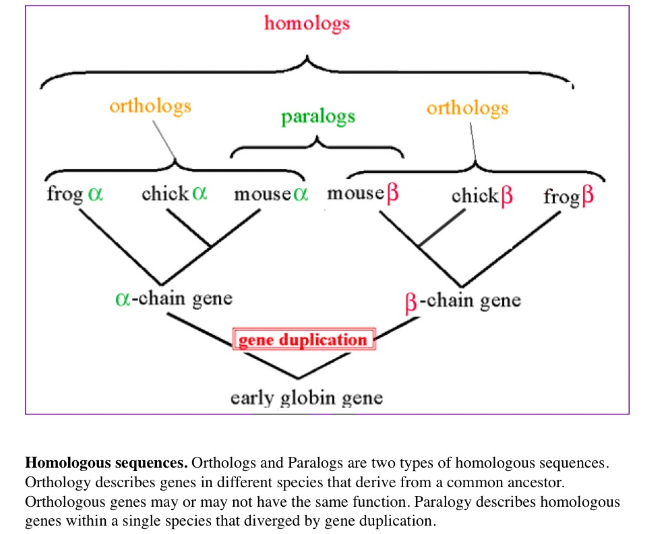 homologs
orthologs
paralogs
orthologs
frog α
chick α
mouse α
mouse β
chick β
frog β
α-chain gene
β-chain gene
gene duplication
early globin gene
Homologous sequences. Orthologs and Paralogs are two types of homologous sequences.
Orthology describes genes in different species that derive from a common ancestor.
Orthologous genes may or may not have the same function. Paralogy describes homologous
genes within a single species that diverged by gene duplication.